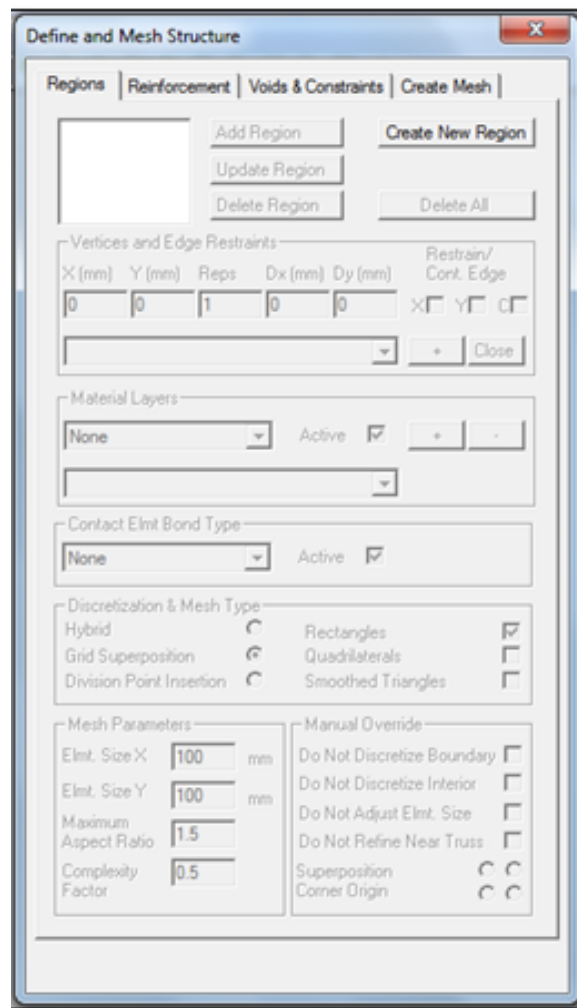 Define and Mesh Structure
Regions Reinforcement Voids & Constraints Create Mesh
Add Region Create New Region
Update Region
Delete Region Delete All
Vertices and Edge Restraints
Restrain/
Cont. Edge
X (mm) Y (mm) Reps Dx (mm) Dy (mm)
0 0 1 0 0 X Y C
+ Close
Material Layers
None Active + -
Contact Elmt Bond Type
None Active
Discretization & Mesh Type
Hybrid Rectangles
Grid Superposition Quadrilaterals
Division Point Insertion Smoothed Triangles
Mesh Parameters
Elmt. Size X 100 mm
Elmt. Size Y 100 mm
Maximum
Aspect Ratio 1.5
Complexity
Factor 0.5
Manual Override
Do Not Discretize Boundary
Do Not Discretize Interior
Do Not Adjust Elmt. Size
Do Not Refine Near Truss
Superposition
Corner Origin